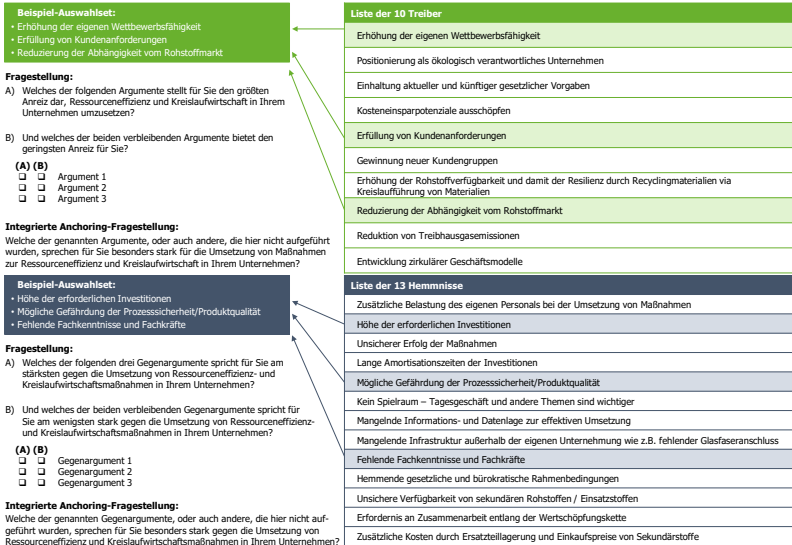 Beispiel-Auswahlset:
• Erhöhung der eigenen Wettbewerbsfähigkeit
• Erfüllung von Kundenanforderungen
• Reduzierung der Abhängigkeit vom Rohstoffmarkt
Fragestellung:
A) Welches der folgenden Argumente stellt für Sie den größten
Anreiz dar, Ressourceneffizienz und Kreislaufwirtschaft in Ihrem
Unternehmen umzusetzen?
B) Und welches der beiden verbleibenden Argumente bietet den
geringsten Anreiz für Sie?
(A) (B)
❑ ❑ Argument 1
❑ ❑ Argument 2
❑ ❑ Argument 3
Integrierte Anchoring-Fragestellung:
Welche der genannten Argumente, oder auch andere, die hier nicht aufgeführt
wurden, sprechen für Sie besonders stark für die Umsetzung von Maßnahmen
zur Ressourceneffizienz und Kreislaufwirtschaft in Ihrem Unternehmen?
Liste der 10 Treiber
Erhöhung der eigenen Wettbewerbsfähigkeit
Positionierung als ökologisch verantwortliches Unternehmen
Einhaltung aktueller und künftiger gesetzlicher Vorgaben
Kosteneinsparpotenziale ausschöpfen
Erfüllung von Kundenanforderungen
Gewinnung neuer Kundengruppen
Erhöhung der Rohstoffverfügbarkeit und damit der Resilienz durch Recyclingmaterialien via
Kreislaufführung von Materialien
Reduzierung der Abhängigkeit vom Rohstoffmarkt
Reduktion von Treibhausgasemissionen
Entwicklung zirkulärer Geschäftsmodelle
Beispiel-Auswahlset:
• Höhe der erforderlichen Investitionen
• Mögliche Gefährdung der Prozesssicherheit/Produktqualität
• Fehlende Fachkenntnisse und Fachkräfte
Fragestellung:
A) Welches der folgenden drei Gegenargumente spricht für Sie am
stärksten gegen die Umsetzung von Ressourceneffizienz- und
Kreislaufwirtschaftsmaßnahmen in Ihrem Unternehmen?
B) Und welches der beiden verbleibenden Gegenargumente spricht für
Sie am wenigsten stark gegen die Umsetzung von Ressourceneffizienz-
und Kreislaufwirtschaftsmaßnahmen in Ihrem Unternehmen?
(A) (B)
❑ ❑ Gegenargument 1
❑ ❑ Gegenargument 2
❑ ❑ Gegenargument 3
Integrierte Anchoring-Fragestellung:
Welche der genannten Gegenargumente, oder auch andere, die hier nicht auf-
geführt wurden, sprechen für Sie besonders stark gegen die Umsetzung von
Ressourceneffizienz und Kreislaufwirtschaftsmaßnahmen in Ihrem Unternehmen?
Liste der 13 Hemmnisse
Zusätzliche Belastung des eigenen Personals bei der Umsetzung von Maßnahmen
Höhe der erforderlichen Investitionen
Unsicherer Erfolg der Maßnahmen
Lange Amortisationszeiten der Investitionen
Mögliche Gefährdung der Prozesssicherheit/Produktqualität
Kein Spielraum – Tagesgeschäft und andere Themen sind wichtiger
Mangelnde Informations- und Datenlage zur effektiven Umsetzung
Mangelende Infrastruktur außerhalb der eigenen Unternehmung wie z.B. fehlender Glasfaseranschluss
Fehlende Fachkenntnisse und Fachkräfte
Hemmende gesetzliche und bürokratische Rahmenbedingungen
Unsichere Verfügbarkeit von sekundären Rohstoffen / Einsatzstoffen
Erfordernis an Zusammenarbeit entlang der Wertschöpfungskette
Zusätzliche Kosten durch Ersatzteillagerung und Einkaufspreise von Sekundärstoffe